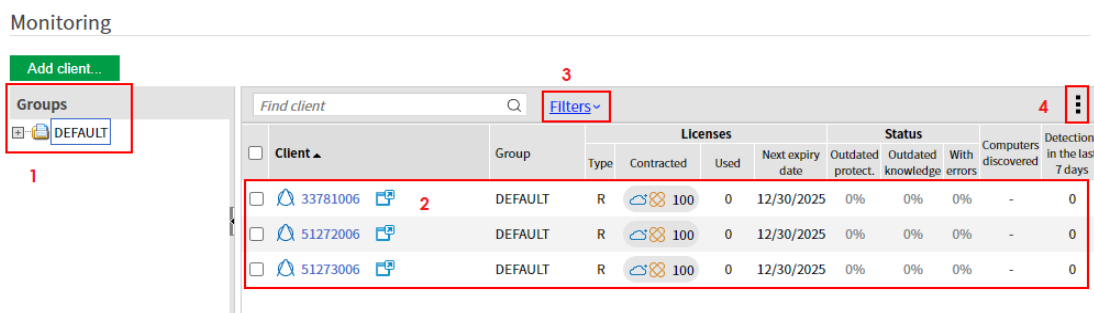 Monitoring
Add client...
3
Groups
Find client
Filters
4
DEFAULT
Licenses
Status
Client
Group
Type
Contracted
Used
Next expiry
date
Outdated
protect.
Outdated
knowledge
With
errors
Computers
discovered
Detection
in the last
7 days
1
33781006
2
DEFAULT
R
100
0
12/30/2025
0%
0%
0%
-
0
51272006
DEFAULT
R
100
0
12/30/2025
0%
0%
0%
-
0
51273006
DEFAULT
R
100
0
12/30/2025
0%
0%
0%
-
0